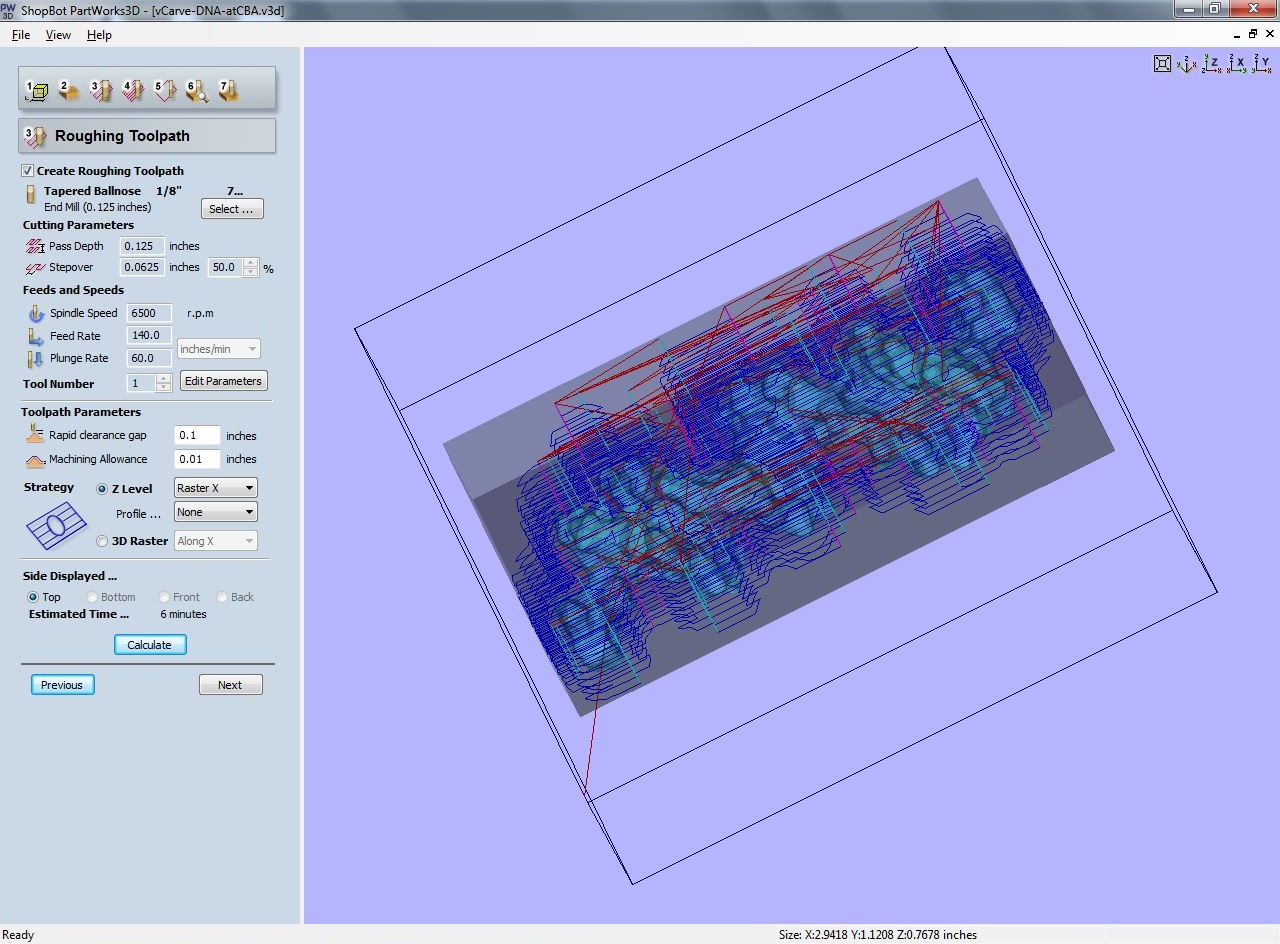 PW 3D ShopBot PartWorks3D - [vCarve-DNA-atCBA.v3d]
File View Help
1 2 3 4 5 6 7
3 Roughing Toolpath
Create Roughing Toolpath
Tapered Ballnose 1/8" 7...
End Mill (0.125 inches) Select ...
Cutting Parameters
Pass Depth 0.125 inches
Stepover 0.0625 inches 50.0 %
Feeds and Speeds
Spindle Speed 6500 r.p.m
Feed Rate 140.0
inches/min
Plunge Rate 60.0
Tool Number 1 Edit Parameters
Toolpath Parameters
Rapid clearance gap 0.1 inches
Machining Allowance 0.01 inches
Strategy Z Level Raster X
Profile ... None
3D Raster Along X
Side Displayed ...
Top Bottom Front Back
Estimated Time ... 6 minutes
Calculate
Previous Next
Ready Size: X:2.9418 Y:1.1208 Z:0.7678 inches